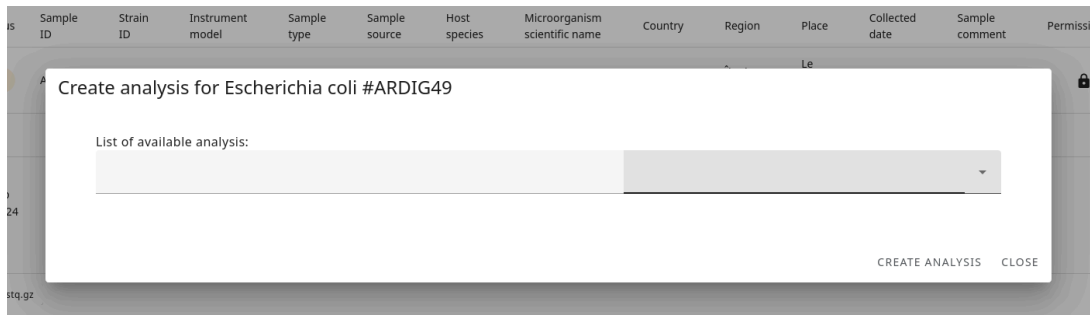 us
Sample ID
Strain ID
Instrument model
Sample type
Sample source
Host species
Microorganism scientific name
Country
Region
Place
Collected date
Sample comment
Permissi
A
Le
Create analysis for Escherichia coli #ARDIG49
List of available analysis:
24
CREATE ANALYSIS
CLOSE
stq.gz